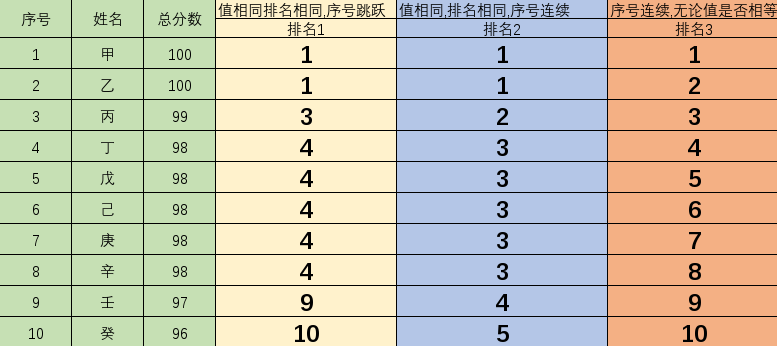 序号 姓名 总分数 值相同排名相同,序号跳跃 值相同,排名相同,序号连续 序号连续,无论值是否相等
排名1 排名2 排名3
1 甲 100 1 1 1
2 乙 100 1 1 2
3 丙 99 3 2 3
4 丁 98 4 3 4
5 戊 98 4 3 5
6 己 98 4 3 6
7 庚 98 4 3 7
8 辛 98 4 3 8
9 壬 97 9 4 9
10 癸 96 10 5 10